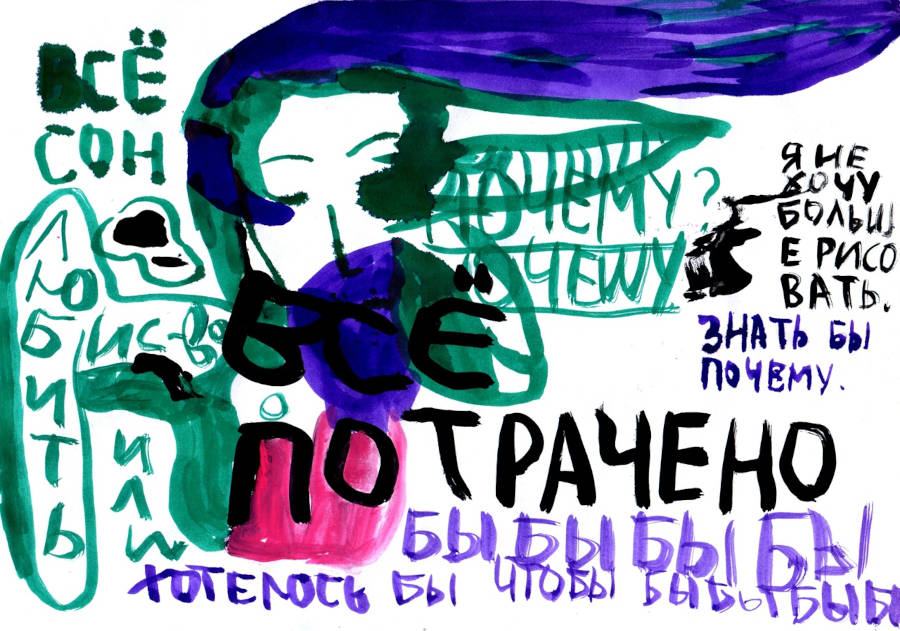 ВСЁ
СОН
ЛЮБИТЬ
ИС-ВО
ИЛИ
ПОЧЕМУ?
ПОЧЕМУ
Я НЕ
ХОЧУ
БОЛЬШ
Е РИСО
ВАТЬ.
ЗНАТЬ БЫ
ПОЧЕМУ.
ВСЁ
ПОТРАЧЕНО
БЫ БЫ БЫ БЫ
ХОТЕЛОСЬ БЫ ЧТОБЫ БЫ БЫ БЫ БЫ